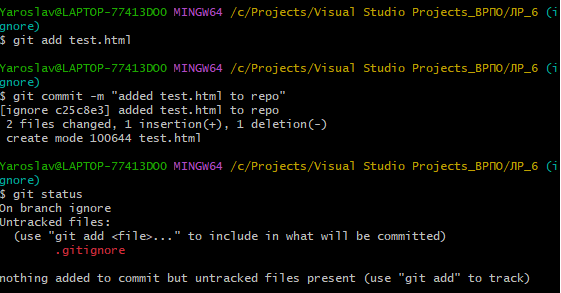 Yaroslav@LAPTOP-77413DOO MINGW64 /c/Projects/Visual Studio Projects_ВРПО/ЛР_6 (i
gnore)
$ git add test.html
Yaroslav@LAPTOP-77413DOO MINGW64 /c/Projects/Visual Studio Projects_ВРПО/ЛР_6 (i
gnore)
$ git commit -m "added test.html to repo"
[ignore c25c8e3] added test.html to repo
 2 files changed, 1 insertion(+), 1 deletion(-)
 create mode 100644 test.html
Yaroslav@LAPTOP-77413DOO MINGW64 /c/Projects/Visual Studio Projects_ВРПО/ЛР_6 (i
gnore)
$ git status
On branch ignore
Untracked files:
  (use "git add <file>..." to include in what will be committed)
        .gitignore
nothing added to commit but untracked files present (use "git add" to track)